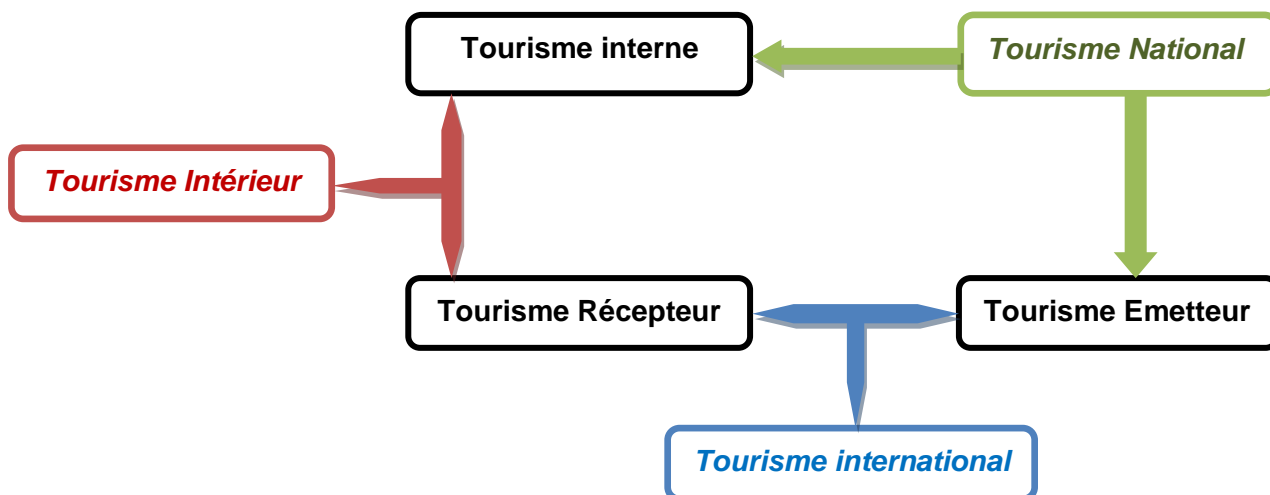 Tourisme interne
Tourisme National
Tourisme Intérieur
Tourisme Récepteur
Tourisme Emetteur
Tourisme international